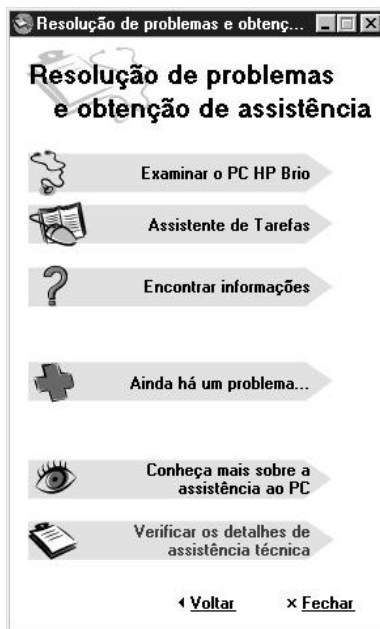 Resolução de problemas e obtenç...
Resolução de problemas
e obtenção de assistência
Examinar o PC HP Brio
Assistente de Tarefas
Encontrar informações
Ainda há um problema...
Conheça mais sobre a
assistência ao PC
Verificar os detalhes de
assistência técnica
Voltar
Fechar